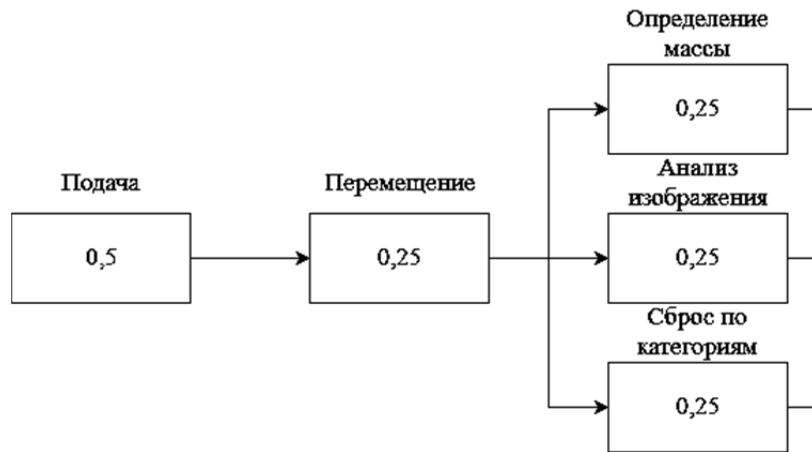 Подача
0,5
Перемещение
0,25
Определение
массы
0,25
Анализ
изображения
0,25
Сброс по
категориям
0,25